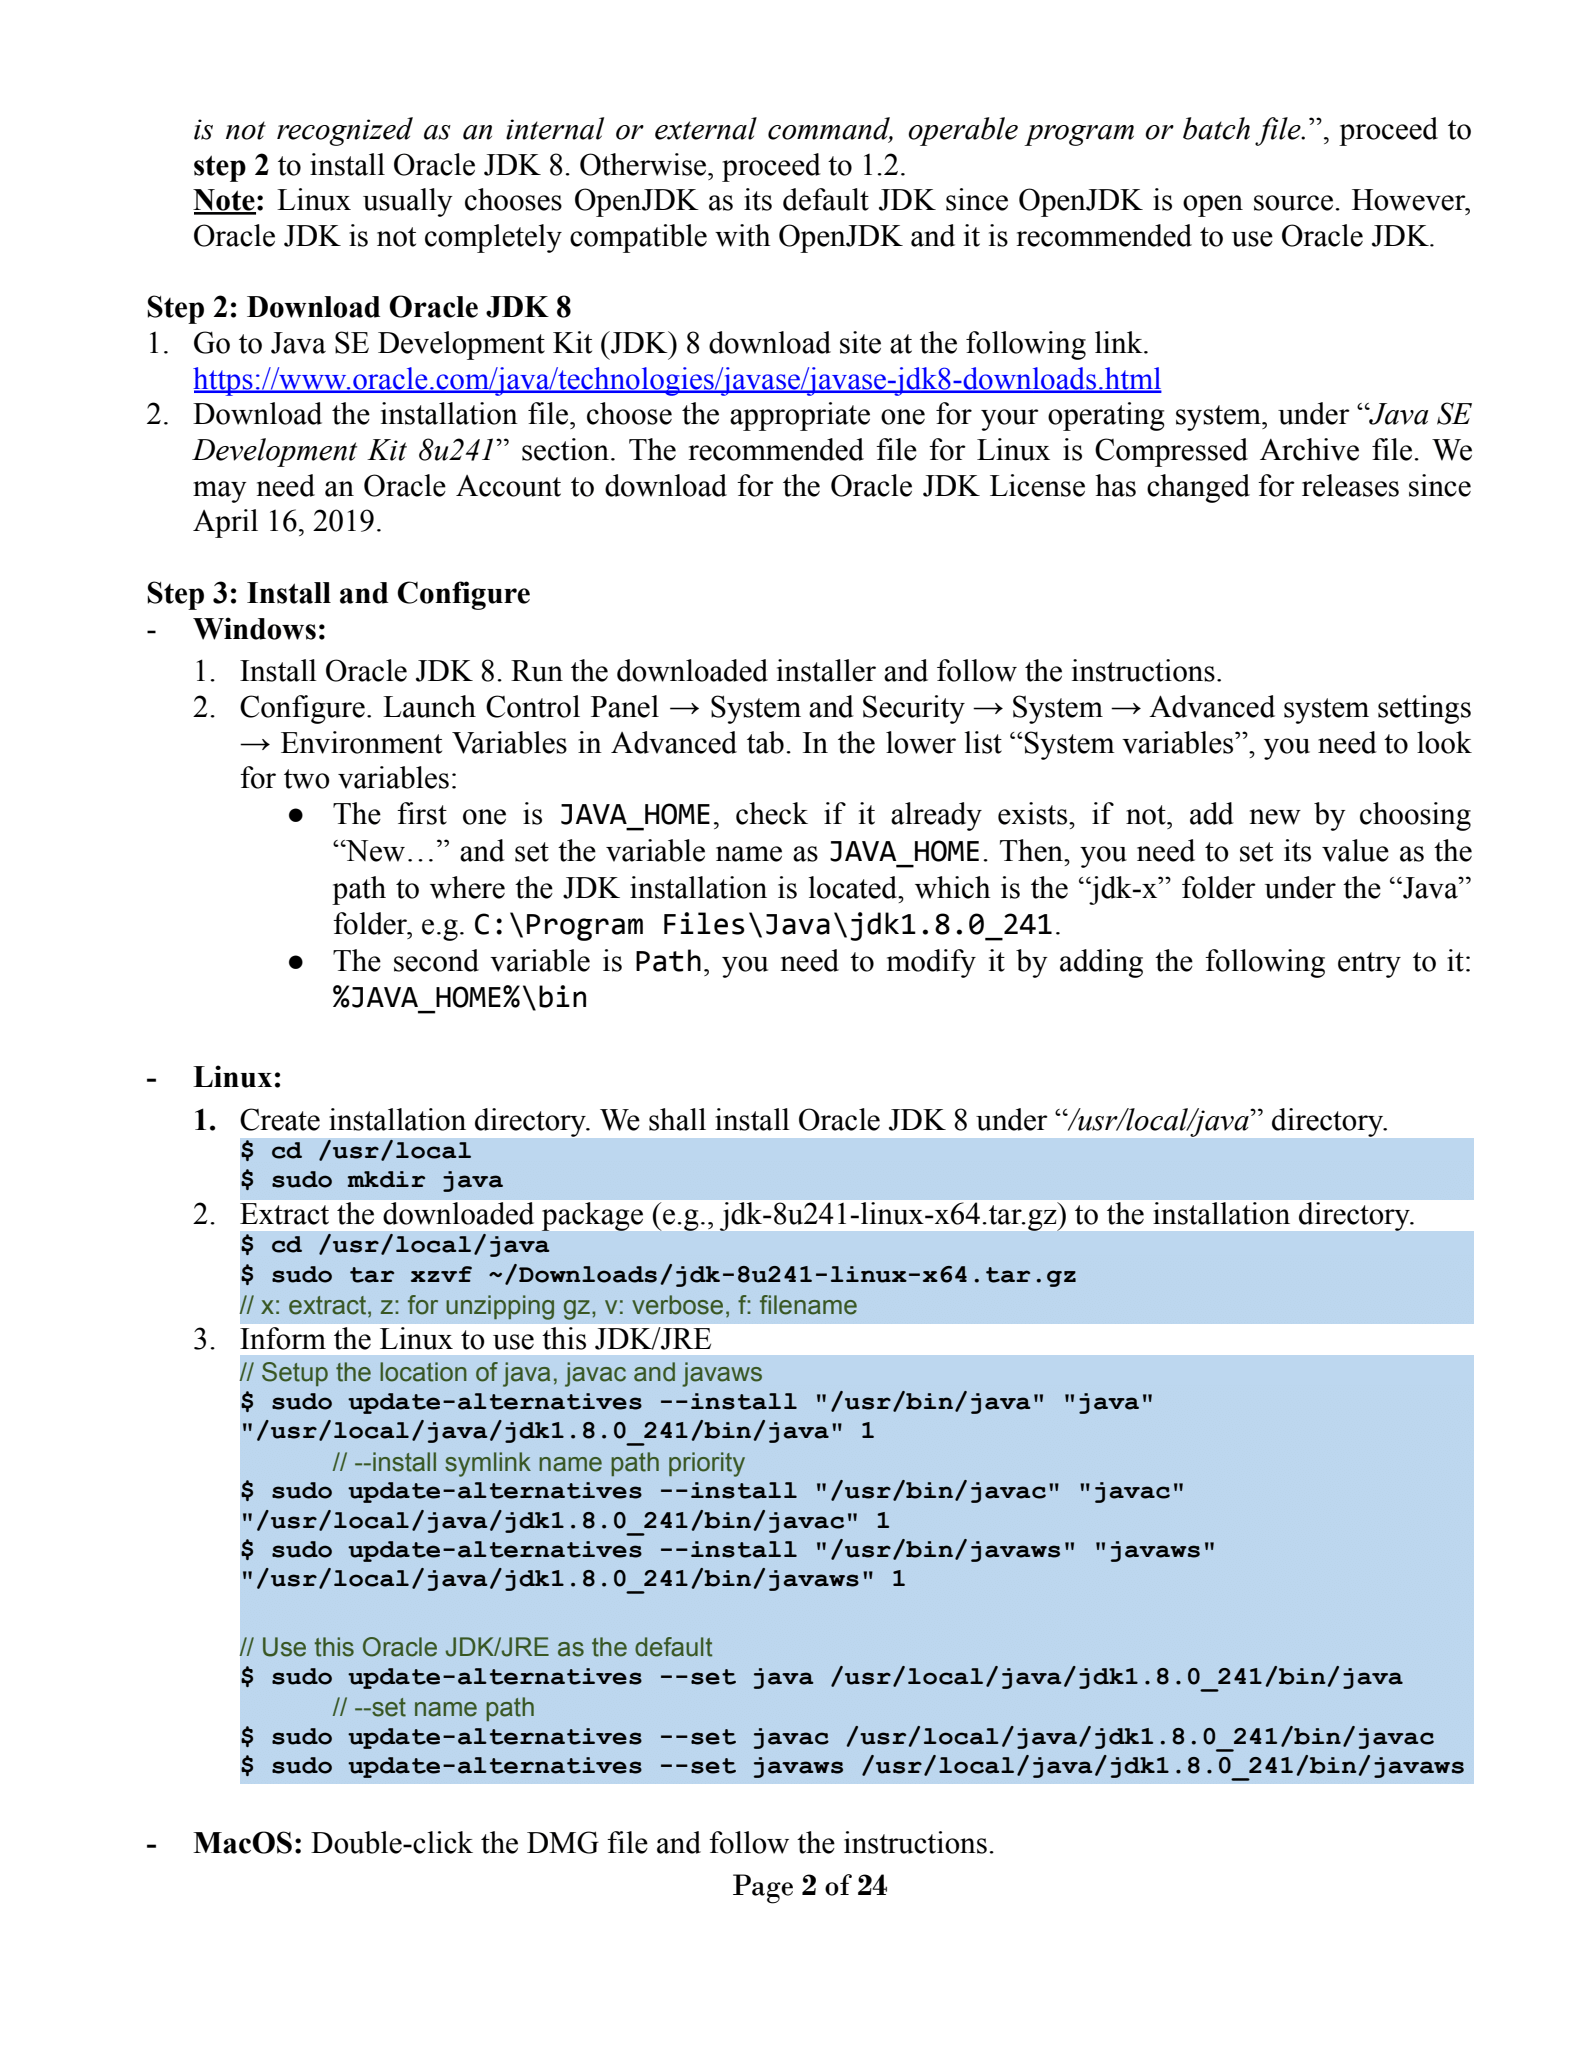 is not recognized as an internal or external command, operable program or batch file.”, proceed to
step 2 to install Oracle JDK 8. Otherwise, proceed to 1.2.
Note: Linux usually chooses OpenJDK as its default JDK since OpenJDK is open source. However,
Oracle JDK is not completely compatible with OpenJDK and it is recommended to use Oracle JDK.
Step 2: Download Oracle JDK 8
1. Go to Java SE Development Kit (JDK) 8 download site at the following link.
https://www.oracle.com/java/technologies/javase/javase-jdk8-downloads.html
2. Download the installation file, choose the appropriate one for your operating system, under “Java SE
Development Kit 8u241” section. The recommended file for Linux is Compressed Archive file. We
may need an Oracle Account to download for the Oracle JDK License has changed for releases since
April 16, 2019.
Step 3: Install and Configure
- Windows:
1. Install Oracle JDK 8. Run the downloaded installer and follow the instructions.
2. Configure. Launch Control Panel → System and Security → System → Advanced system settings
→ Environment Variables in Advanced tab. In the lower list “System variables”, you need to look
for two variables:
● The first one is JAVA_HOME, check if it already exists, if not, add new by choosing
“New…” and set the variable name as JAVA_HOME. Then, you need to set its value as the
path to where the JDK installation is located, which is the “jdk-x” folder under the “Java”
folder, e.g. C:\Program Files\Java\jdk1.8.0_241.
● The second variable is Path, you need to modify it by adding the following entry to it:
%JAVA_HOME%\bin
- Linux:
1. Create installation directory. We shall install Oracle JDK 8 under “/usr/local/java” directory.
$ cd /usr/local
$ sudo mkdir java
2. Extract the downloaded package (e.g., jdk-8u241-linux-x64.tar.gz) to the installation directory.
$ cd /usr/local/java
$ sudo tar xzvf ~/Downloads/jdk-8u241-linux-x64.tar.gz
// x: extract, z: for unzipping gz, v: verbose, f: filename
3. Inform the Linux to use this JDK/JRE
// Setup the location of java, javac and javaws
$ sudo update-alternatives --install "/usr/bin/java" "java"
"/usr/local/java/jdk1.8.0_241/bin/java" 1
// --install symlink name path priority
$ sudo update-alternatives --install "/usr/bin/javac" "javac"
"/usr/local/java/jdk1.8.0_241/bin/javac" 1
$ sudo update-alternatives --install "/usr/bin/javaws" "javaws"
"/usr/local/java/jdk1.8.0_241/bin/javaws" 1
// Use this Oracle JDK/JRE as the default
$ sudo update-alternatives --set java /usr/local/java/jdk1.8.0_241/bin/java
// --set name path
$ sudo update-alternatives --set javac /usr/local/java/jdk1.8.0_241/bin/javac
$ sudo update-alternatives --set javaws /usr/local/java/jdk1.8.0_241/bin/javaws
- MacOS: Double-click the DMG file and follow the instructions.
Page 2 of 24